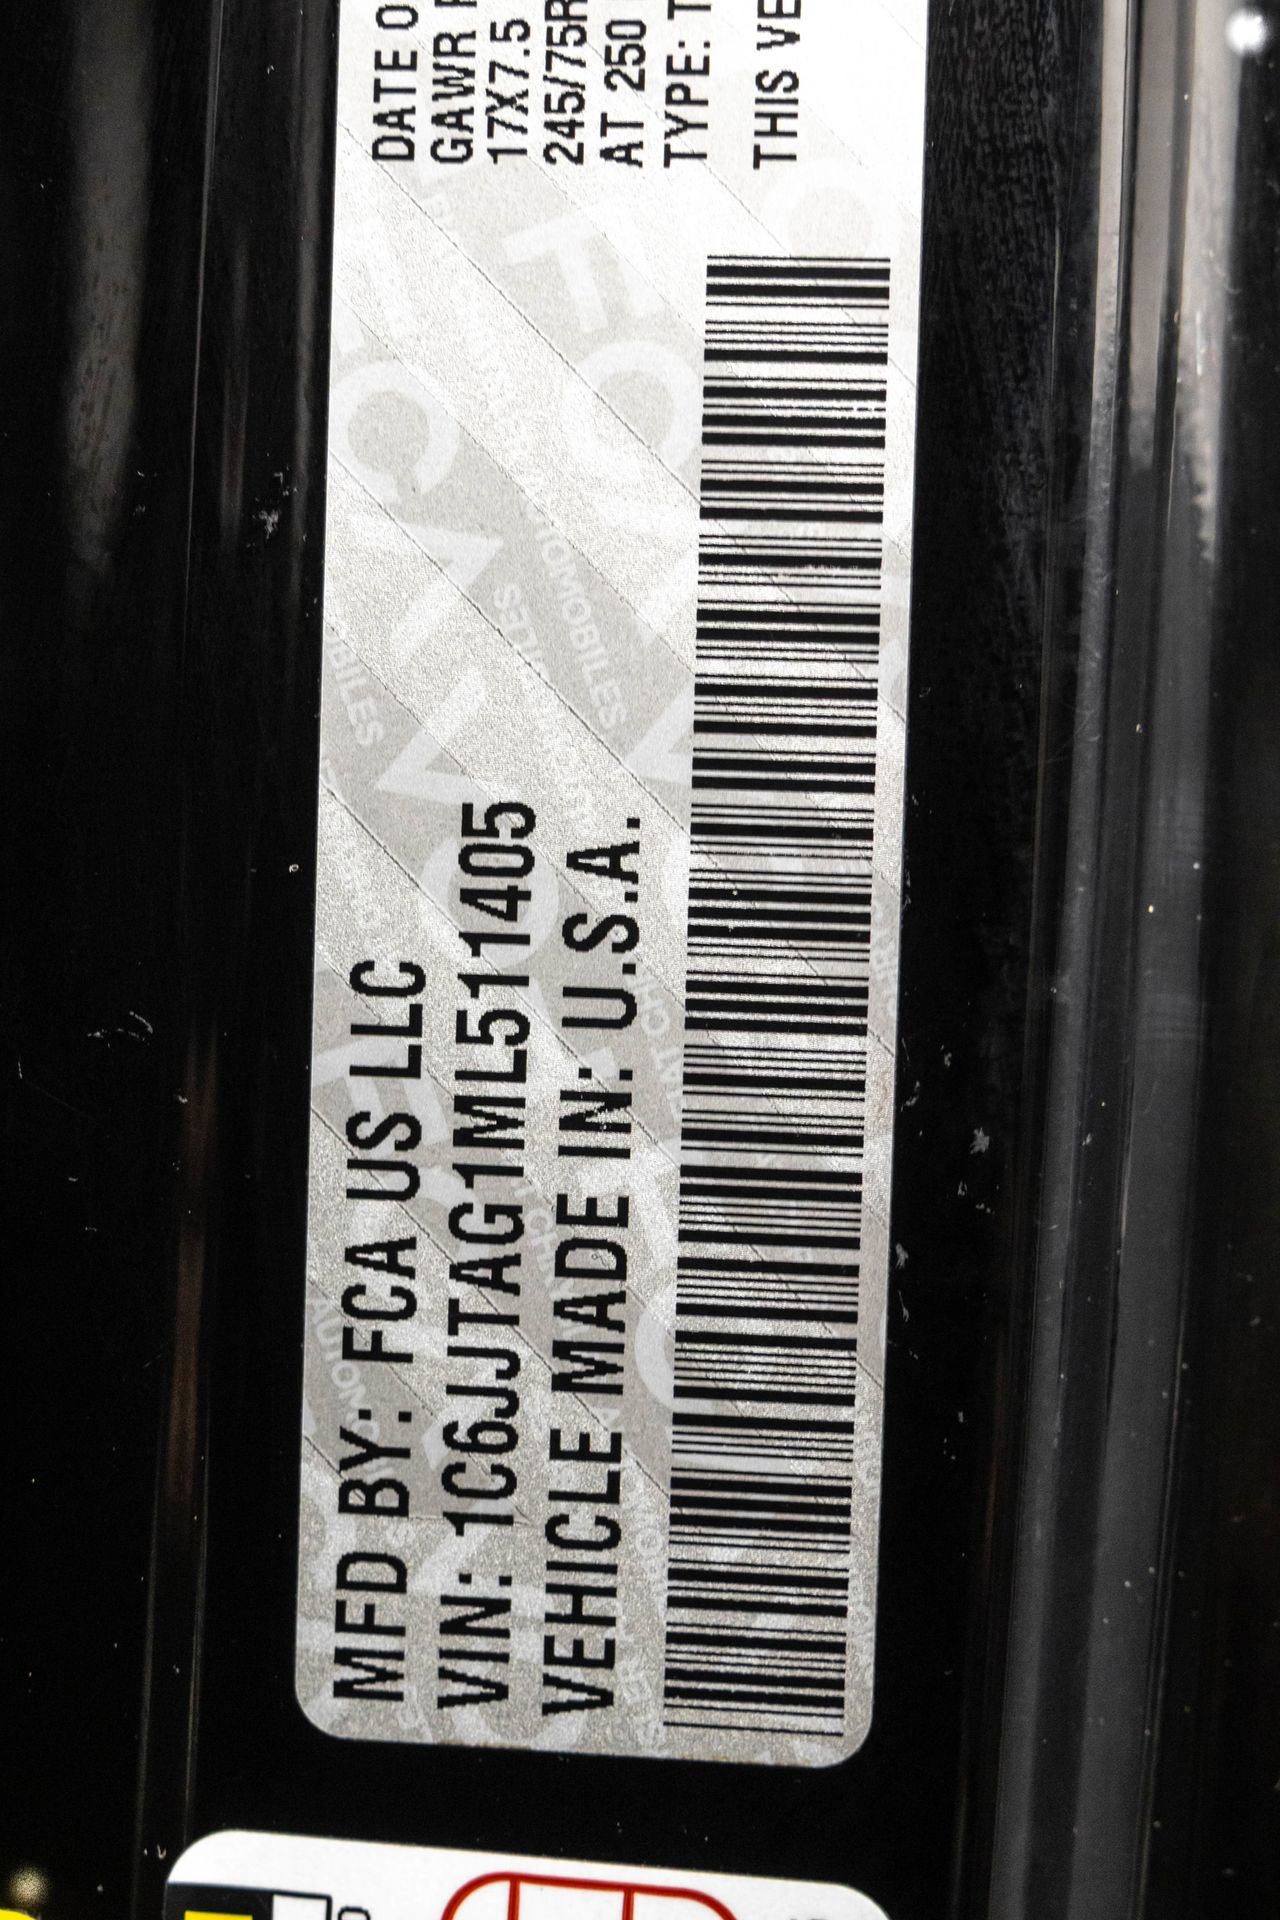 MFD BY: FCA US LLC
VIN: 1C6JJTAG1ML511405
VEHICLE MADE IN: U.S.A.
DATE O
GAWR
17X7.5
245/75R
AT 250
TYPE: T
THIS VE